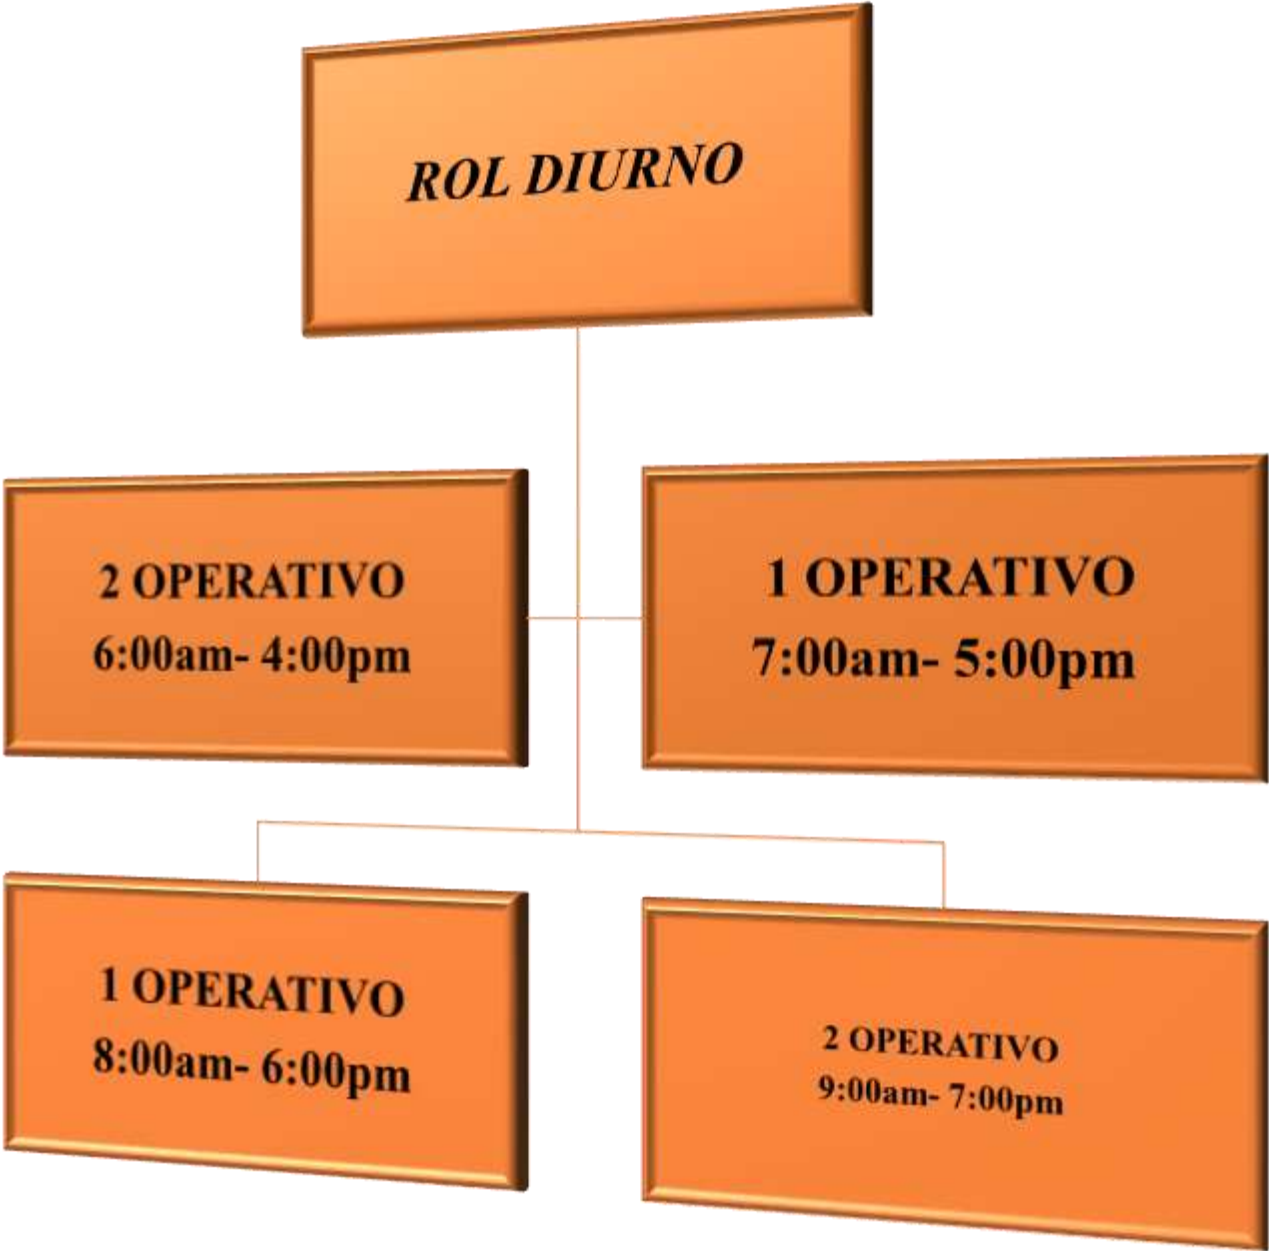 ROL DIURNO
2 OPERATIVO
6:00am- 4:00pm
1 OPERATIVO
7:00am- 5:00pm
1 OPERATIVO
8:00am- 6:00pm
2 OPERATIVO
9:00am- 7:00pm